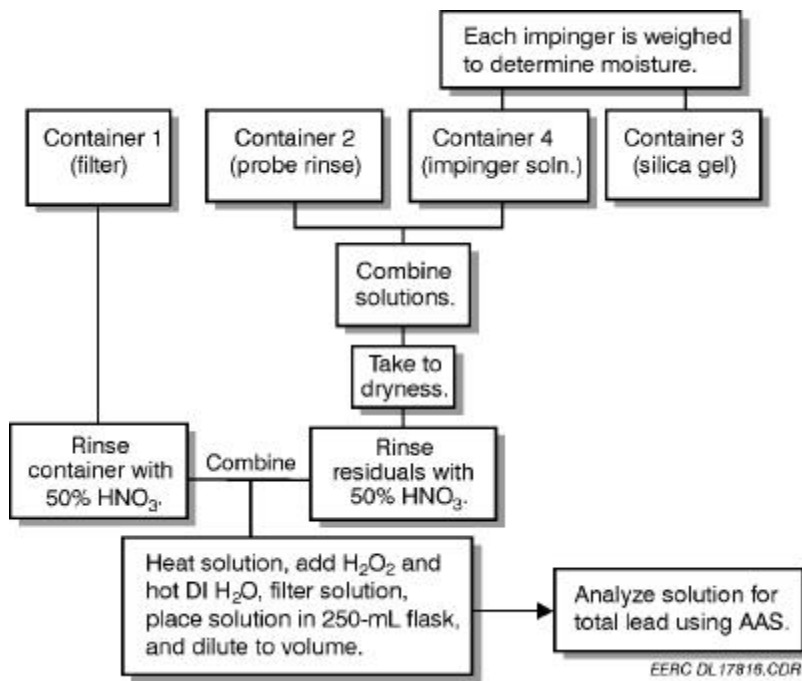 Each impinger is weighed
to determine moisture.
Container 1
(filter)
Container 2
(probe rinse)
Container 4
(impinger soln.)
Container 3
(silica gel)
Combine
solutions.
Take to
dryness.
Rinse
container with
50% HNO₃.
Combine
Rinse
residuals with
50% HNO₃.
Heat solution, add H₂O₂ and
hot DI H₂O, filter solution,
place solution in 250-mL flask,
and dilute to volume.
Analyze solution for
total lead using AAS.
EERC DL17816.CDR